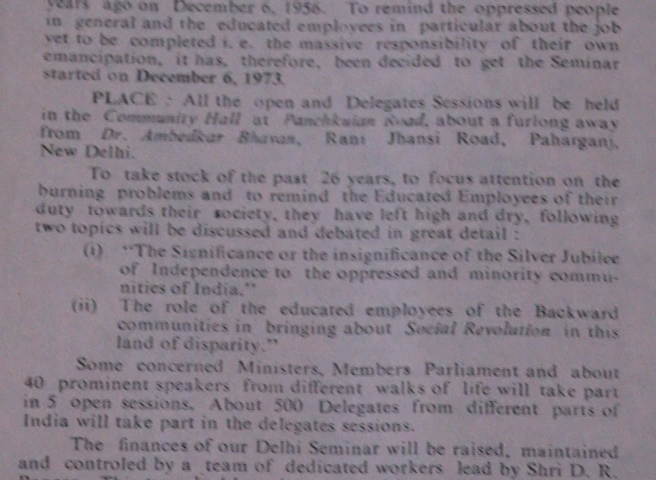 years ago on December 6, 1956. To remind the oppressed people
in general and the educated employees in particular about the job
yet to be completed i. e. the massive responsibility of their own
emancipation, it has, therefore, been decided to get the Seminar
started on December 6, 1973.
PLACE : All the open and Delegates Sessions will be held
in the Community Hall at Panchkuian Road, about a furlong away
from Dr. Ambedkar Bhavan, Rani Jhansi Road, Paharganj,
New Delhi.
To take stock of the past 26 years, to focus attention on the
burning problems and to remind the Educated Employees of their
duty towards their society, they have left high and dry, following
two topics will be discussed and debated in great detail :
(i) "The Significance or the insignificance of the Silver Jubilee
of Independence to the oppressed and minority commu-
nities of India."
(ii) The role of the educated employees of the Backward
communities in bringing about Social Revolution in this
land of disparity."
Some concerned Ministers, Members Parliament and about
40 prominent speakers from different walks of life will take part
in 5 open sessions. About 500 Delegates from different parts of
India will take part in the delegates sessions.
The finances of our Delhi Seminar will be raised, maintained
and controled by a team of dedicated workers lead by Shri D. R.